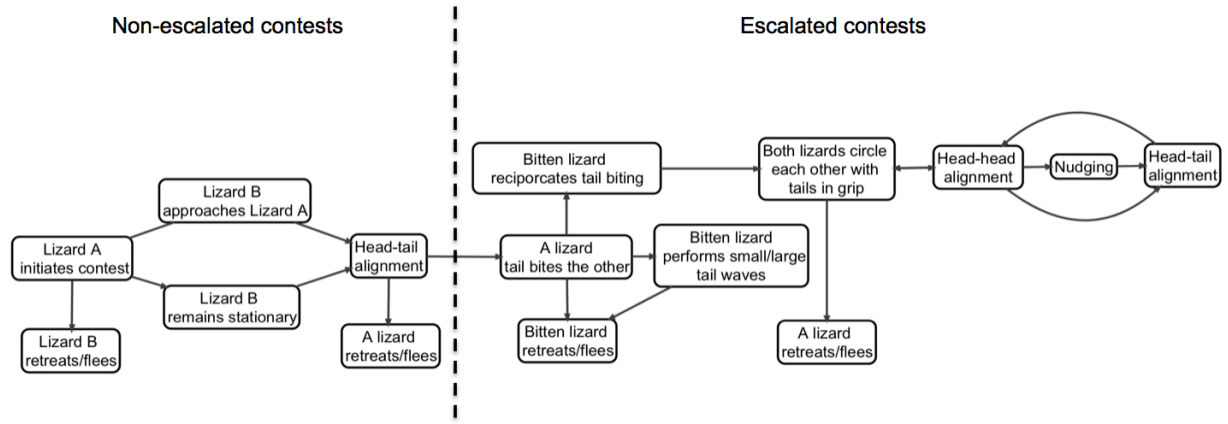 Non-escalated contests
Escalated contests
Lizard A
initiates contest
Lizard B
approaches Lizard A
Lizard B
remains stationary
Lizard B
retreats/flees
Head-tail
alignment
A lizard
retreats/flees
Bitten lizard
reciporcates tail biting
A lizard
tail bites the other
Bitten lizard
performs small/large
tail waves
Bitten lizard
retreats/flees
Both lizards circle
each other with
tails in grip
A lizard
retreats/flees
Head-head
alignment
Nudging
Head-tail
alignment